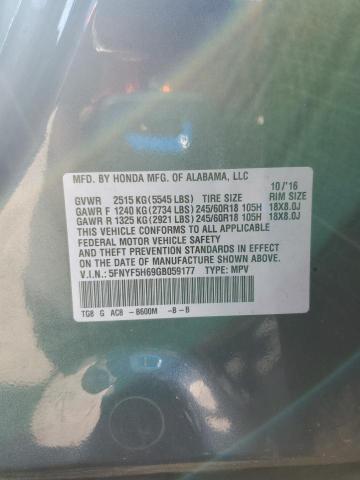 MFD. BY HONDA MFG. OF ALABAMA, LLC 10/'16
GVWR 2515 KG(5545 LBS) TIRE SIZE RIM SIZE
GAWR F 1240 KG(2734 LBS) 245/60R18 105H 18X8.0J
GAWR R 1325 KG(2921 LBS) 245/60R18 105H 18X8.0J
THIS VEHICLE CONFORMS TO ALL APPLICABLE
FEDERAL MOTOR VEHICLE SAFETY AND
THEFT PREVENTION STANDARDS IN EFFECT ON
THE DATE OF MANUFACTURE SHOWN ABOVE.
V.I.N.: 5FNYF5H69GB059177 TYPE: MPV
TG8 G AC8 - B600M -B-B